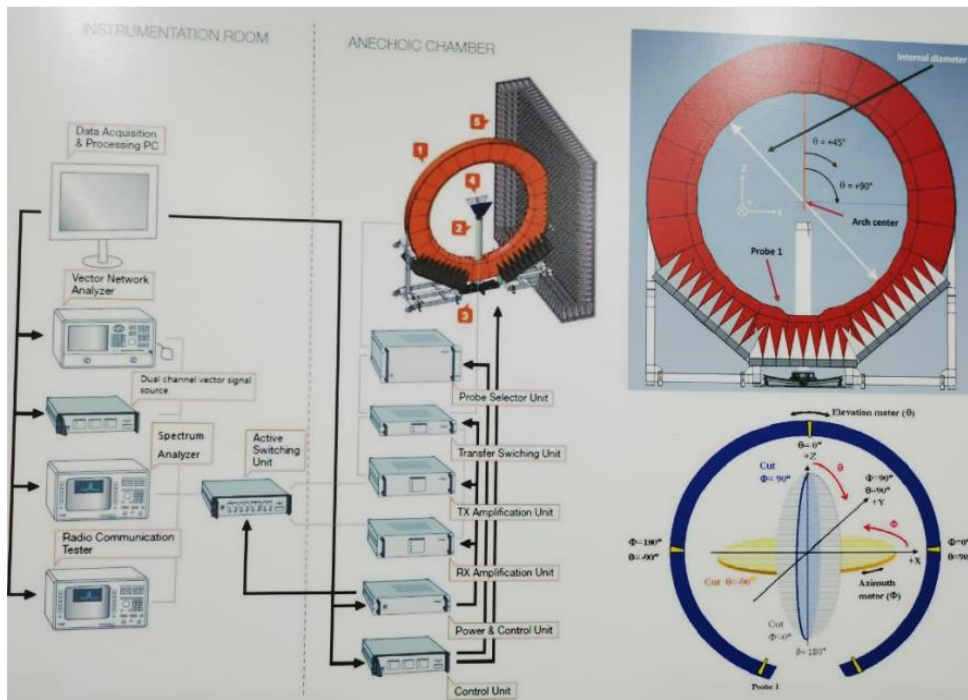 INSTRUMENTATION ROOM
ANECHOIC CHAMBER
Data Acquisition
& Processing PC
Vector Network
Analyzer
Dual channel vector signal
source
Spectrum
Analyzer
Active
Switching
Unit
Radio Communication
Tester
1
2
3
4
5
Probe Selector Unit
Transfer Swiching Unit
TX Amplification Unit
RX Amplification Unit
Power & Control Unit
Control Unit
Internal diameter
θ = +45°
θ = +90°
Z
Y
X
Arch center
Probe 1
Elevation motor (θ)
θ= 0°
+Z
Cut
Φ=90°
θ
Φ=90°
θ=90°
+Y
Φ
Φ=180°
θ=-90°
Φ=0°
θ=90°
+X
Cut θ=-90°
Azimuth
motor (Φ)
Cut
Φ=0°
θ=180°
Probe 1